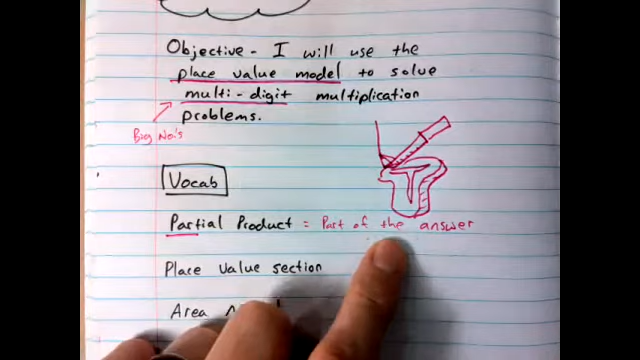 Objective - I will use the
place value model to solve
multi-digit multiplication
problems.
Big No.'s
Vocab
Partial Product = Part of the answer
Place Value section
Area